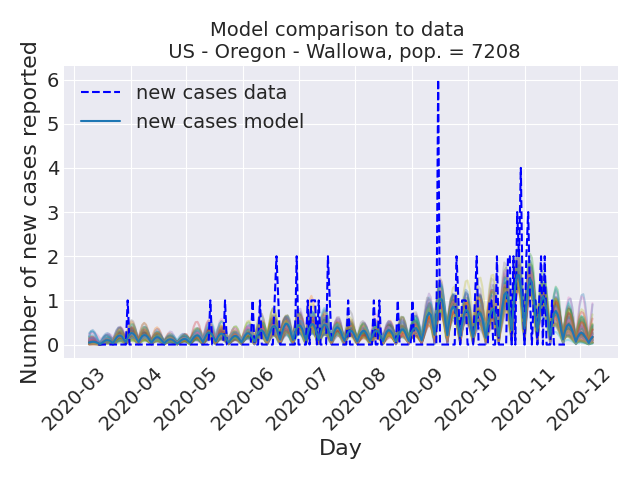 Model comparison to data
US - Oregon - Wallowa, pop. = 7208
Number of new cases reported
6
5
4
3
2
1
0
new cases data
new cases model
2020-03
2020-04
2020-05
2020-06
2020-07
2020-08
2020-09
2020-10
2020-11
2020-12
Day